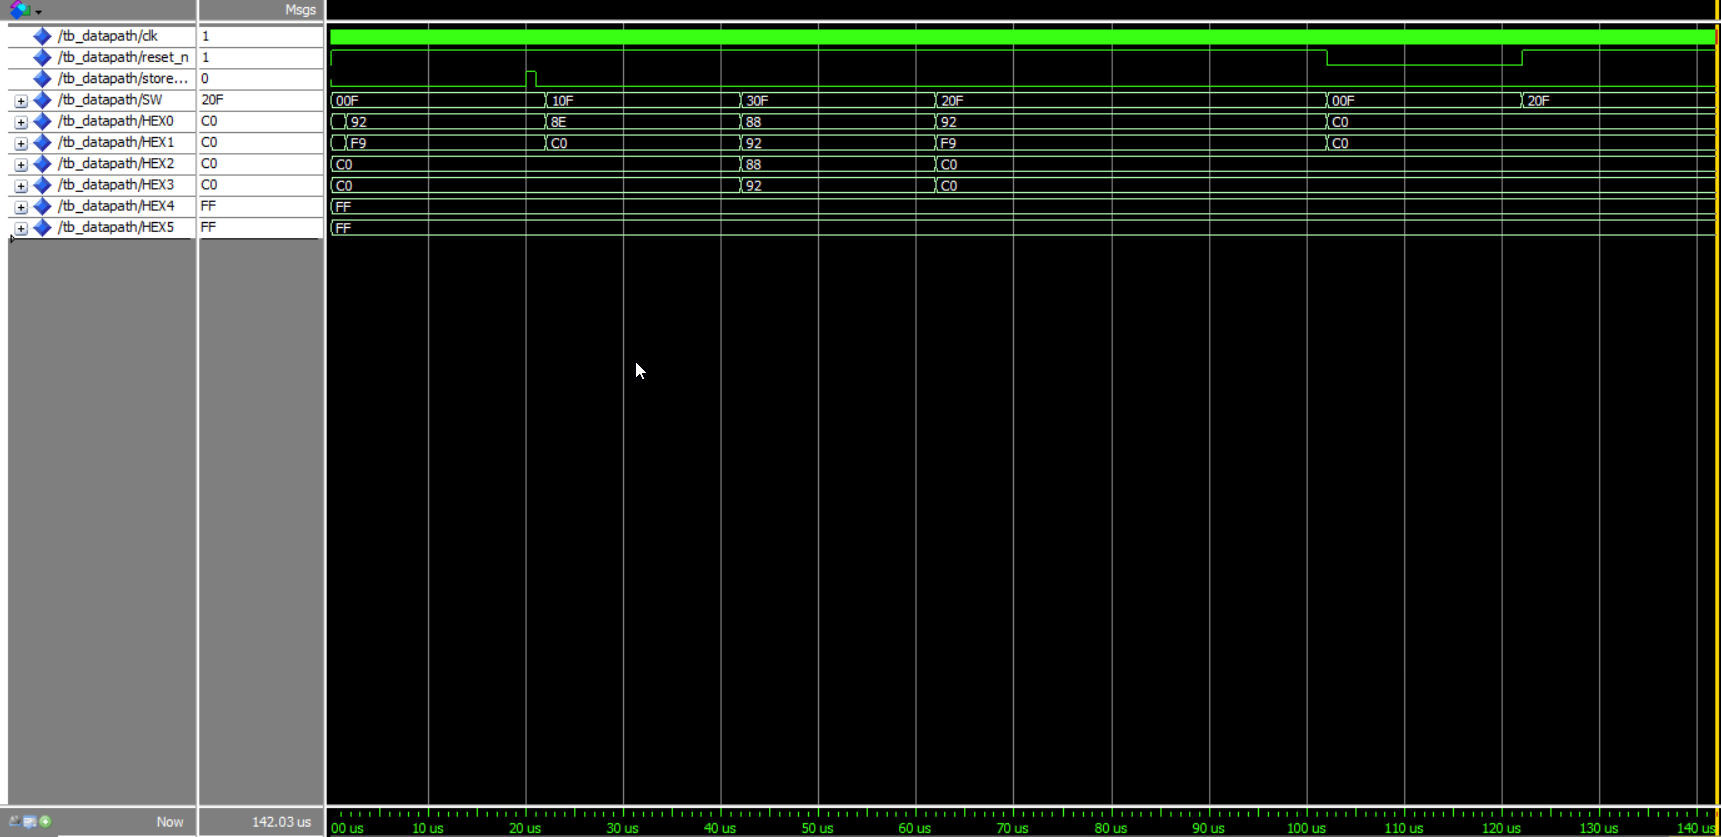 Msgs
/tb_datapath/clk 1
/tb_datapath/reset_n 1
/tb_datapath/store... 0
/tb_datapath/SW 20F 00F 10F 30F 20F 00F 20F
/tb_datapath/HEX0 C0 92 8E 88 92 C0
/tb_datapath/HEX1 C0 F9 C0 92 F9 C0
/tb_datapath/HEX2 C0 C0 88 C0
/tb_datapath/HEX3 C0 C0 92 C0
/tb_datapath/HEX4 FF FF
/tb_datapath/HEX5 FF FF
Now 142.03 us 00 us 10 us 20 us 30 us 40 us 50 us 60 us 70 us 80 us 90 us 100 us 110 us 120 us 130 us 140 us